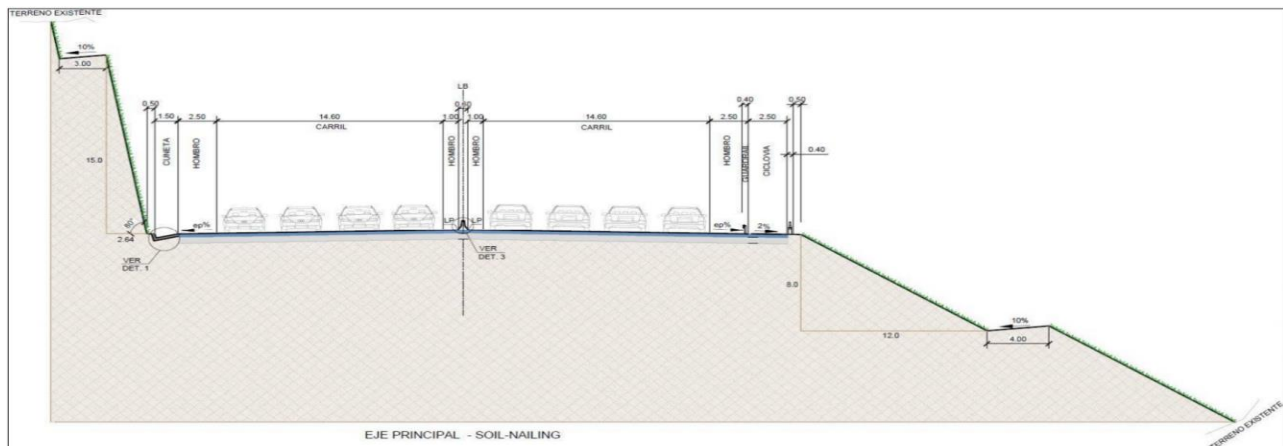 TERRENO EXISTENTE
10%
3.00
LB
0.50
0.60
0.40
0.50
1.50
2.50
14.60
1.00
1.00
14.60
2.50
2.50
CARRIL
CARRIL
0.40
CUNETA
HOMBRO
HOMBRO
HOMBRO
HOMBRO
GUARDRAIL
CICLOVIA
15.0
80°
2.64
ep%
LP
LP
ep%
2%
VER
DET. 1
VER
DET. 3
8.0
12.0
10%
4.00
EJE PRINCIPAL - SOIL-NAILING
TERRENO EXISTENTE